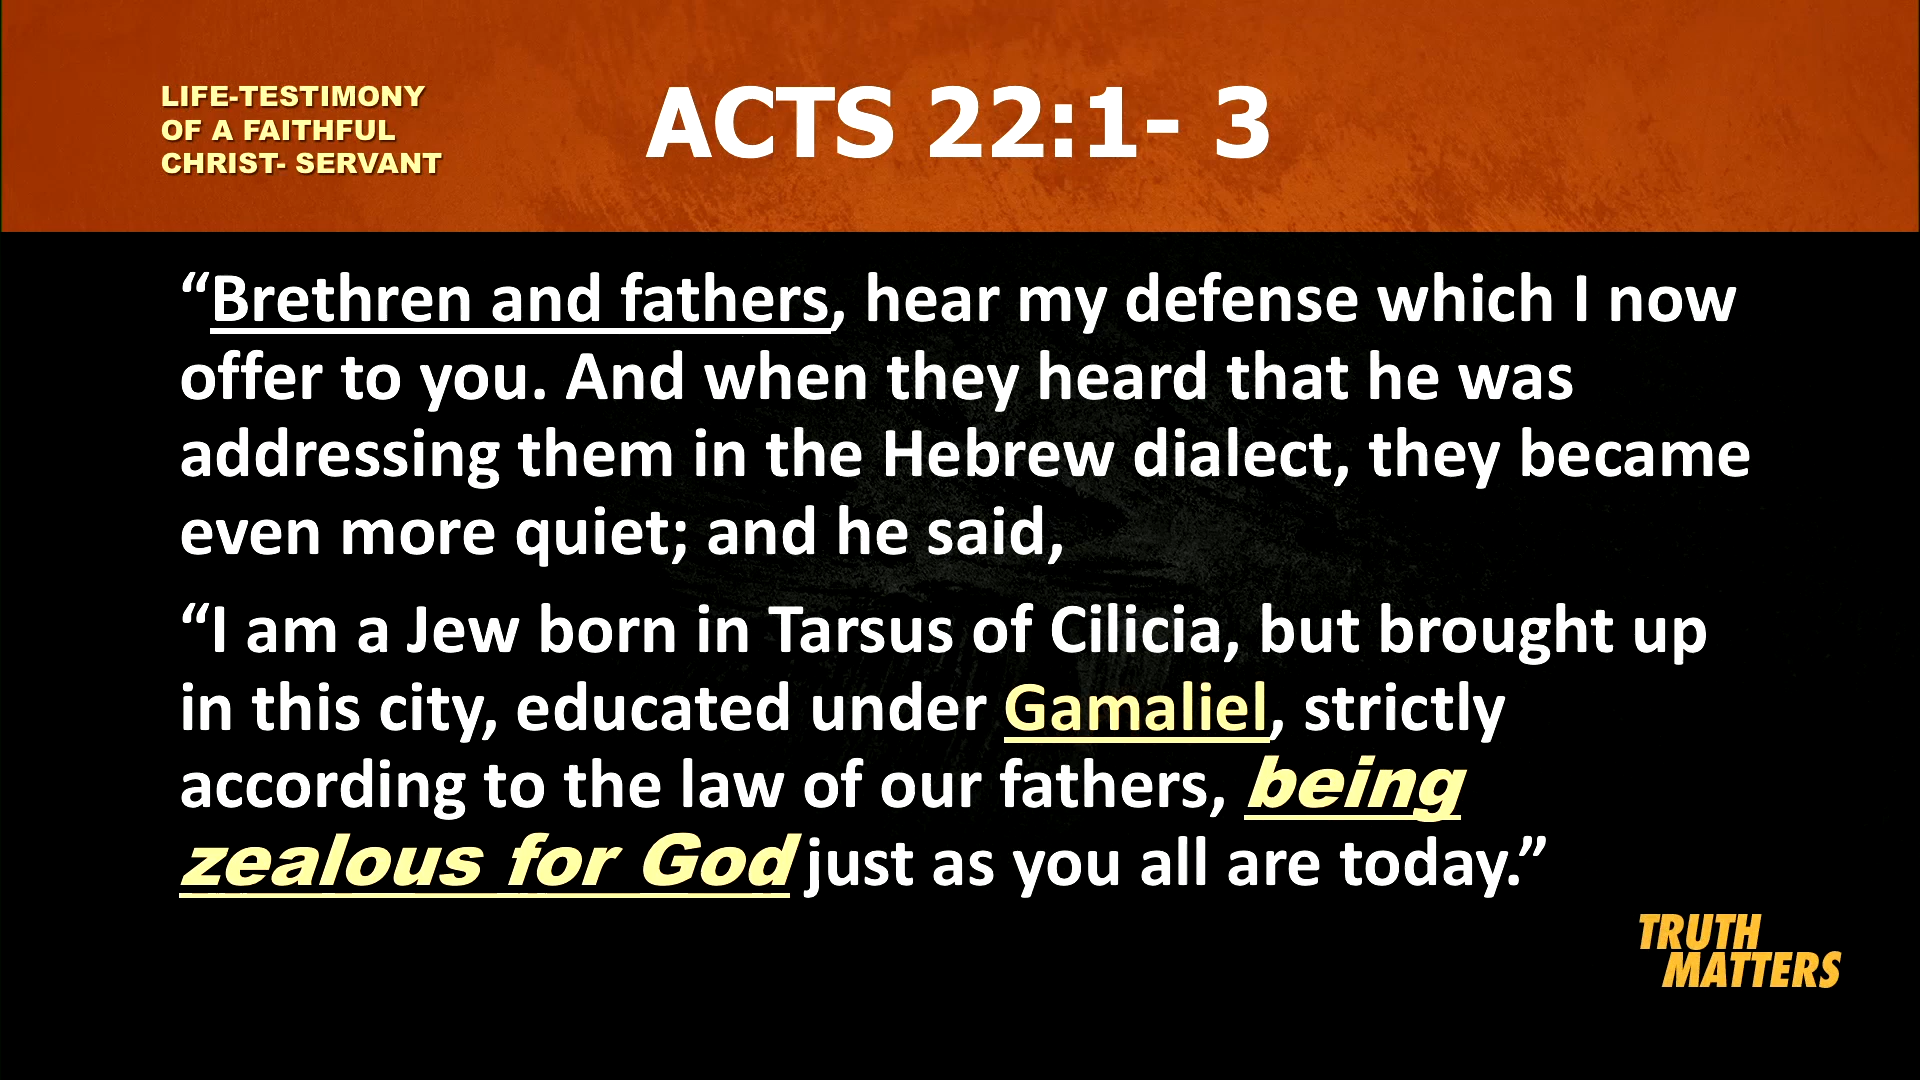 LIFE-TESTIMONY
OF A FAITHFUL
CHRIST- SERVANT
ACTS 22:1- 3
“Brethren and fathers, hear my defense which I now
offer to you. And when they heard that he was
addressing them in the Hebrew dialect, they became
even more quiet; and he said,
“I am a Jew born in Tarsus of Cilicia, but brought up
in this city, educated under Gamaliel, strictly
according to the law of our fathers, being
zealous for God just as you all are today.”
TRUTH
MATTERS